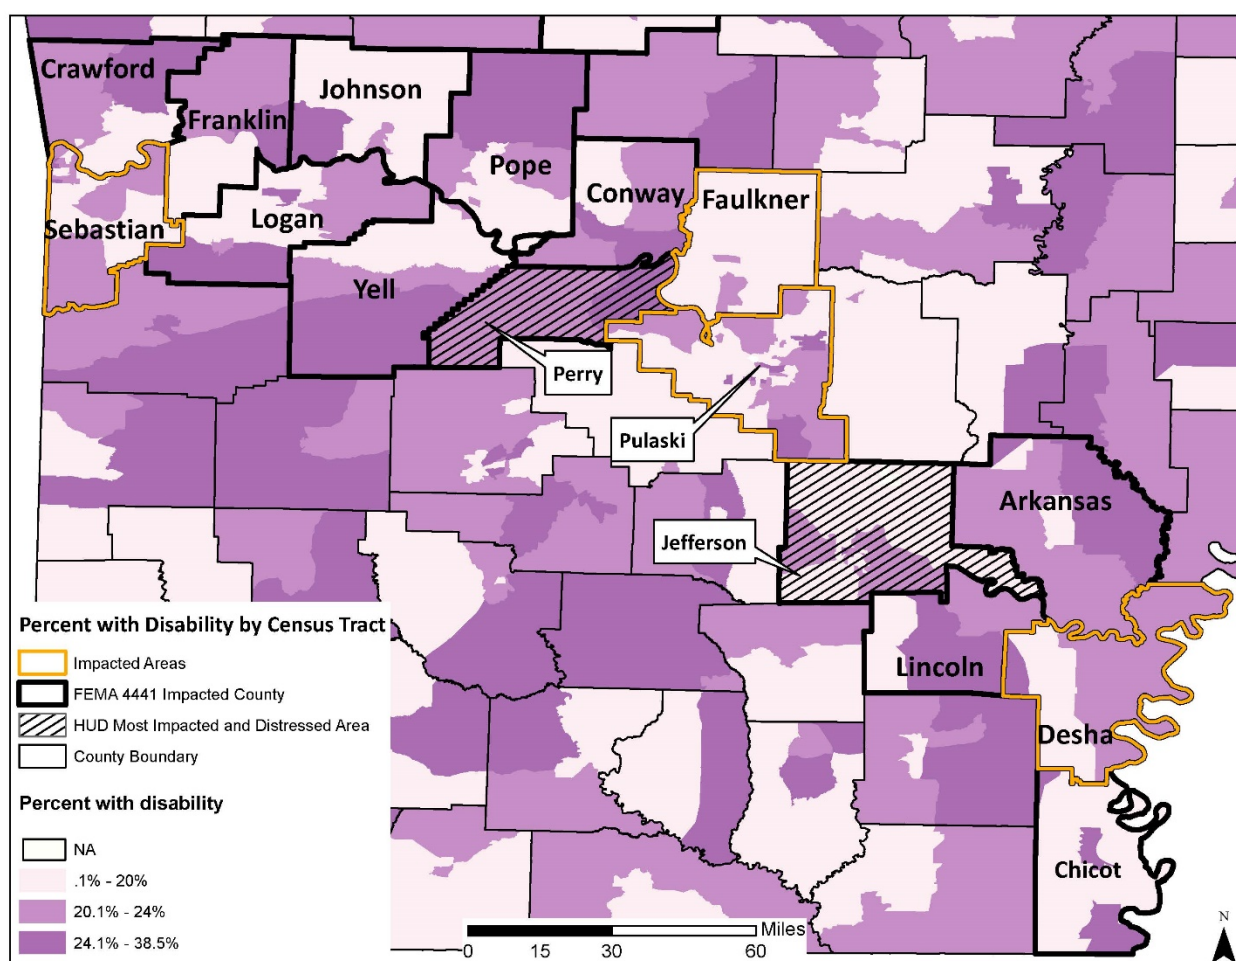 Crawford
Franklin
Johnson
Pope
Conway
Faulkner
Sebastian
Logan
Yell
Perry
Pulaski
Jefferson
Arkansas
Lincoln
Desha
Chicot
Percent with Disability by Census Tract
Impacted Areas
FEMA 4441 Impacted County
HUD Most Impacted and Distressed Area
County Boundary
Percent with disability
NA
.1% - 20%
20.1% - 24%
24.1% - 38.5%
Miles
0 15 30 60
N